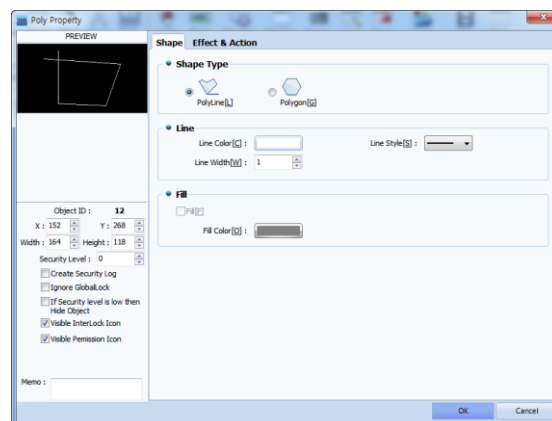 Poly Property
PREVIEW
Object ID : 12
X : 152 Y : 268
Width : 164 Height : 118
Security Level : 0
Create Security Log
Ignore GlobalLock
If Security level is low then
Hide Object
Visible InterLock Icon
Visible Pemission Icon
Memo :
Shape Effect & Action
Shape Type
PolyLine[L] Polygon[G]
Line
Line Color[C] : Line Style[S] :
Line Width[W] : 1
Fill
Fill[F]
Fill Color[O] :
OK Cancel